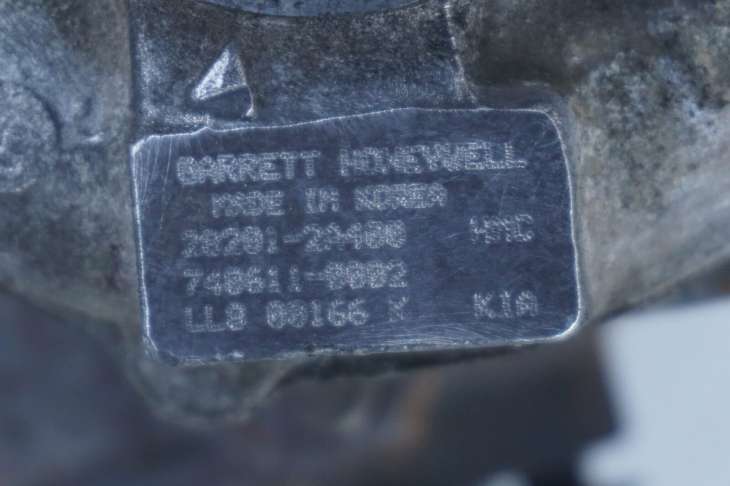 GARRETT HONEYWELL
MADE IN KOREA
28201-2A400 HMC
740611-0002
LL8 00166 K KIA